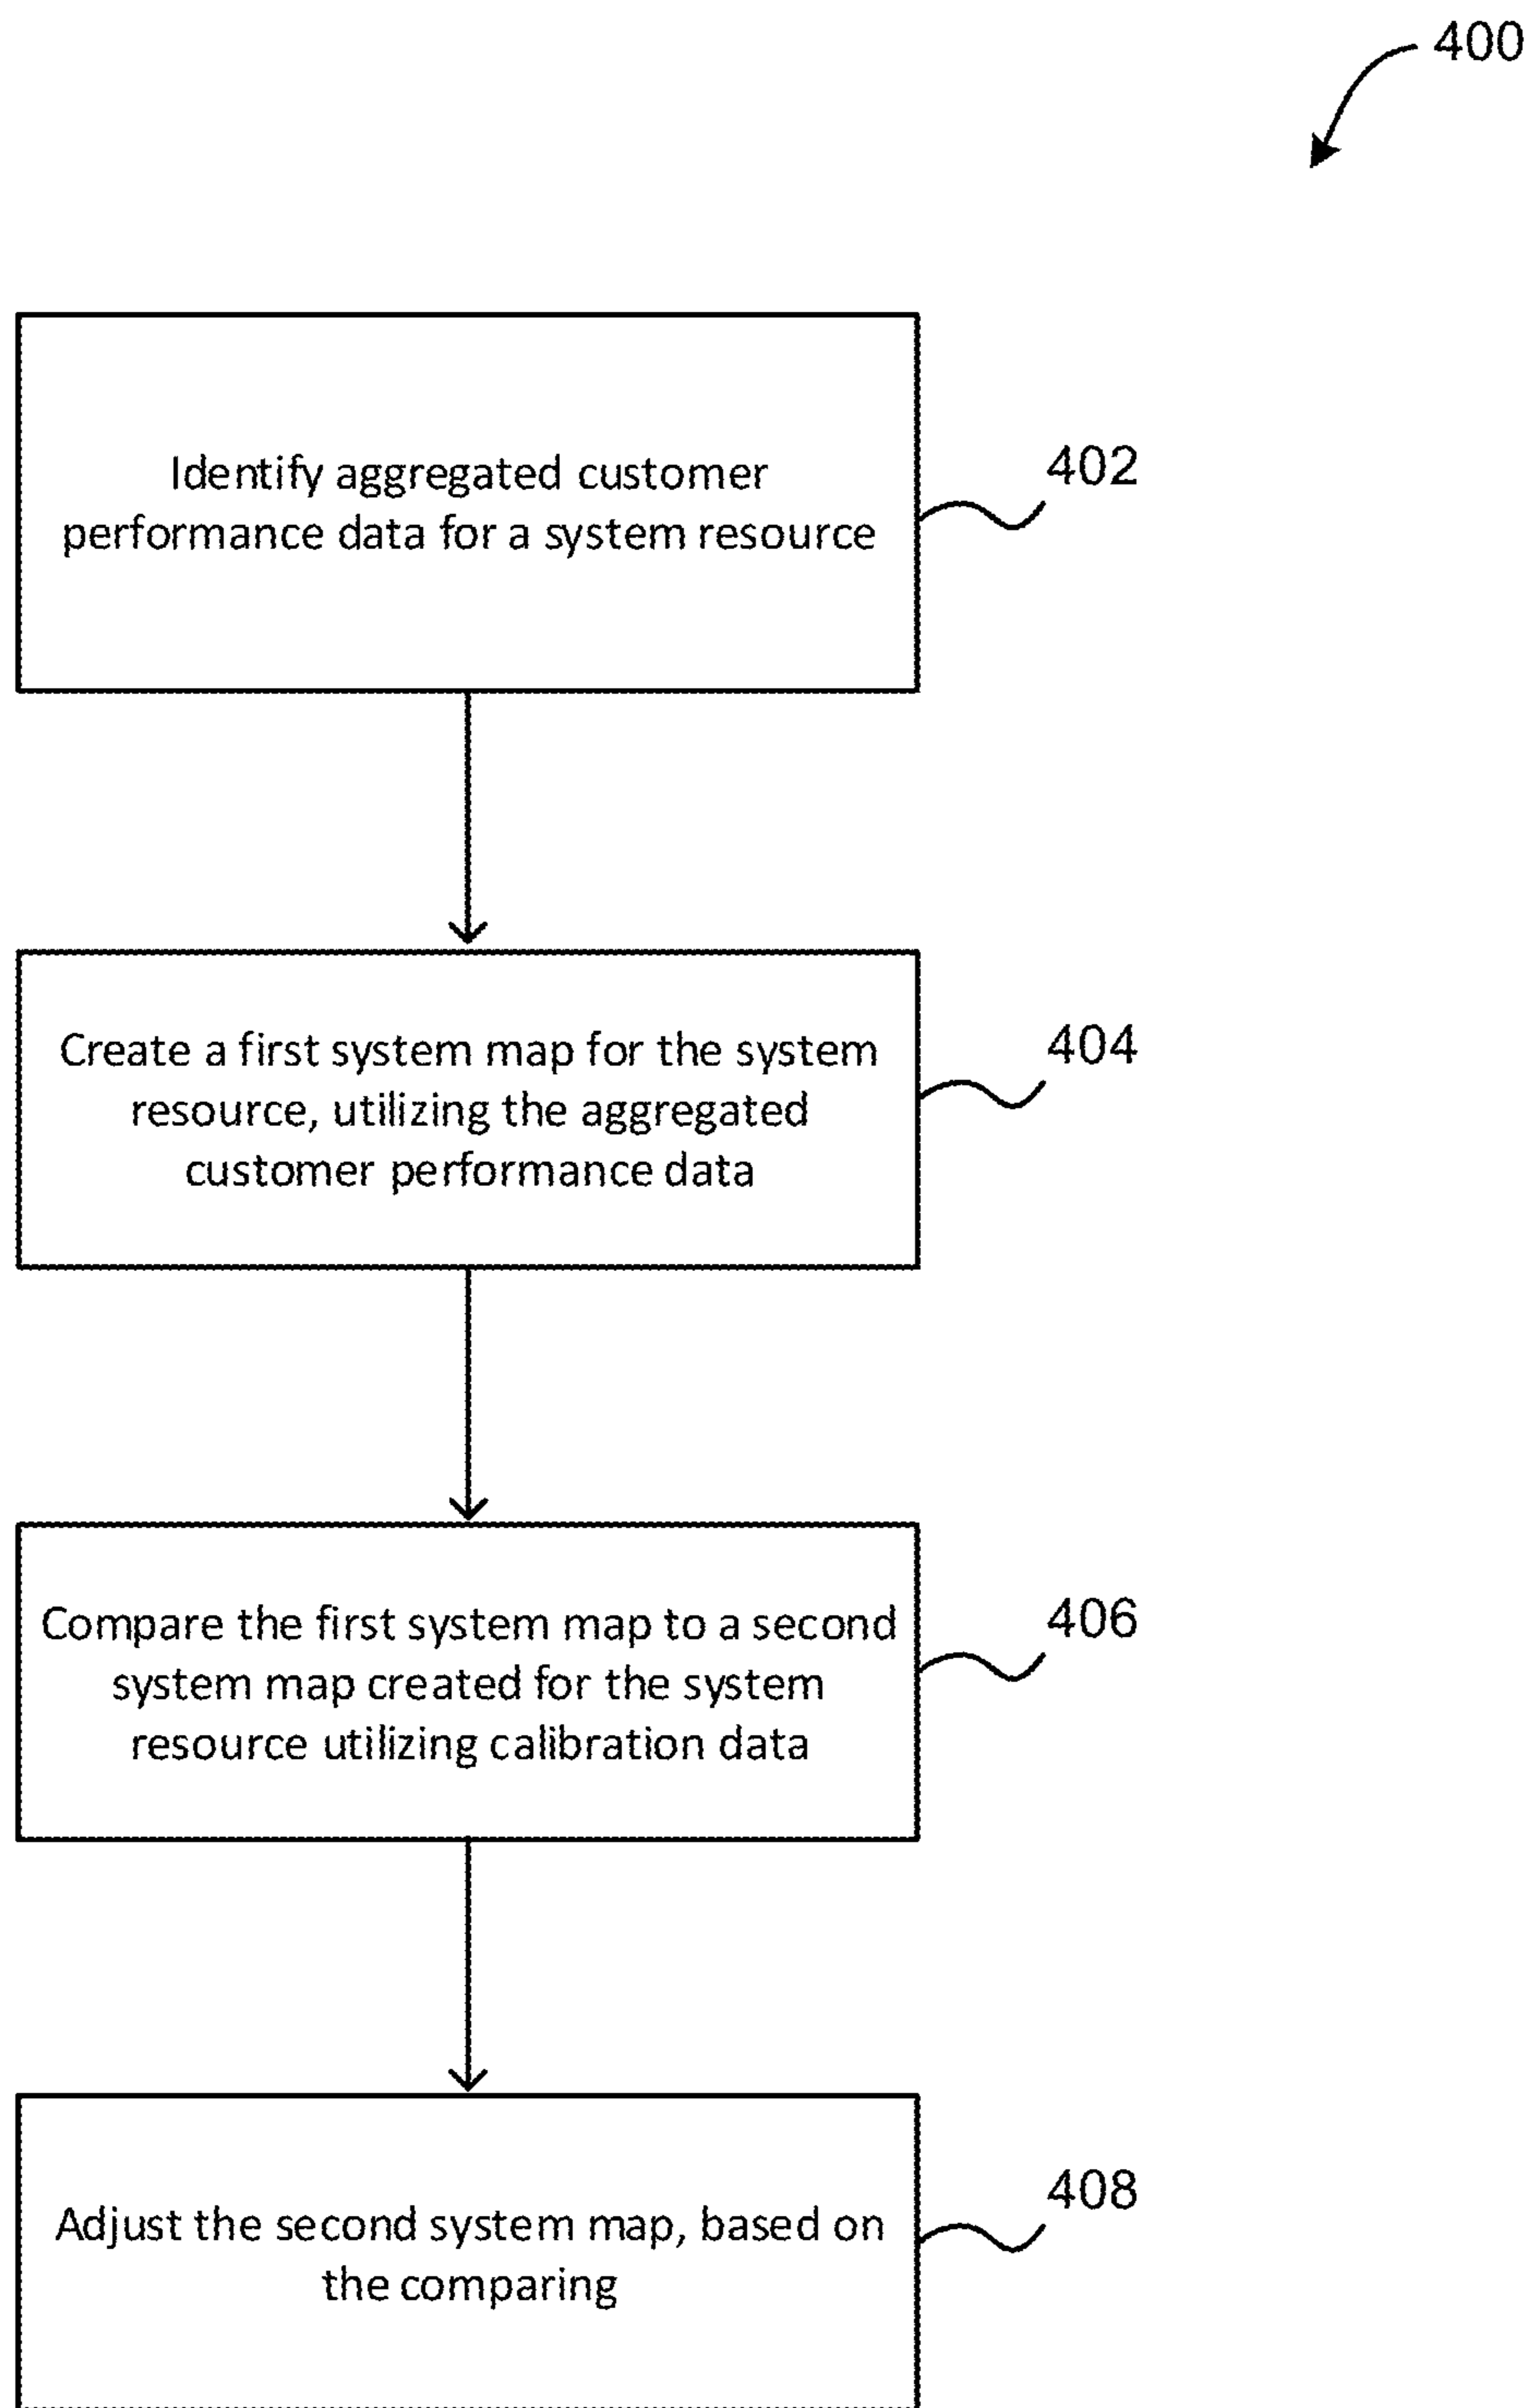 400
Identify aggregated customer
performance data for a system resource
402
Create a first system map for the system
resource, utilizing the aggregated
customer performance data
404
Compare the first system map to a second
system map created for the system
resource utilizing calibration data
406
Adjust the second system map, based on
the comparing
408